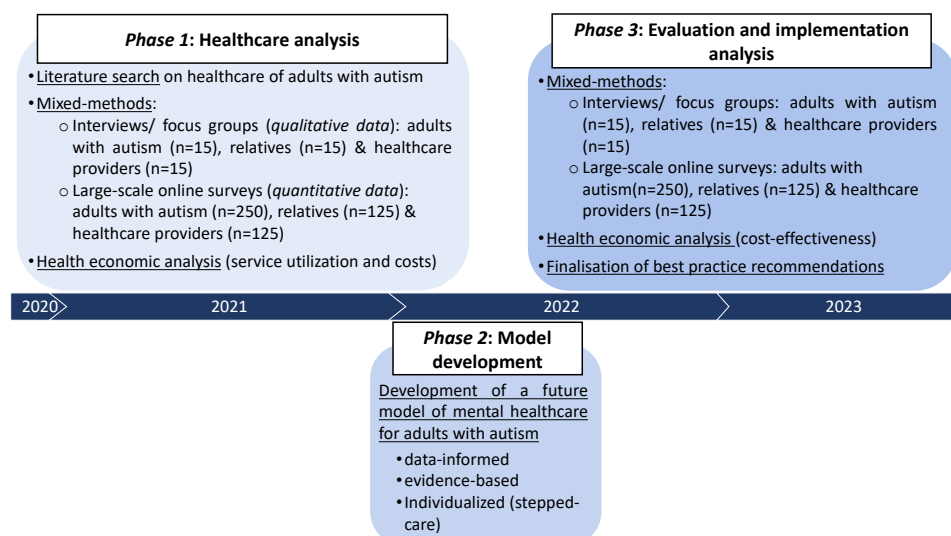 Phase 1: Healthcare analysis
•Literature search on healthcare of adults with autism
•Mixed-methods:
o Interviews/ focus groups (qualitative data): adults
with autism (n=15), relatives (n=15) & healthcare
providers (n=15)
o Large-scale online surveys (quantitative data):
adults with autism (n=250), relatives (n=125) &
healthcare providers (n=125)
•Health economic analysis (service utilization and costs)
Phase 3: Evaluation and implementation
analysis
•Mixed-methods:
o Interviews/ focus groups: adults with autism
(n=15), relatives (n=15) & healthcare providers
(n=15)
o Large-scale online surveys: adults with
autism(n=250), relatives (n=125) & healthcare
providers (n=125)
•Health economic analysis (cost-effectiveness)
•Finalisation of best practice recommendations
2020 2021 2022 2023
Phase 2: Model
development
Development of a future
model of mental healthcare
for adults with autism
•data-informed
•evidence-based
•Individualized (stepped-
care)